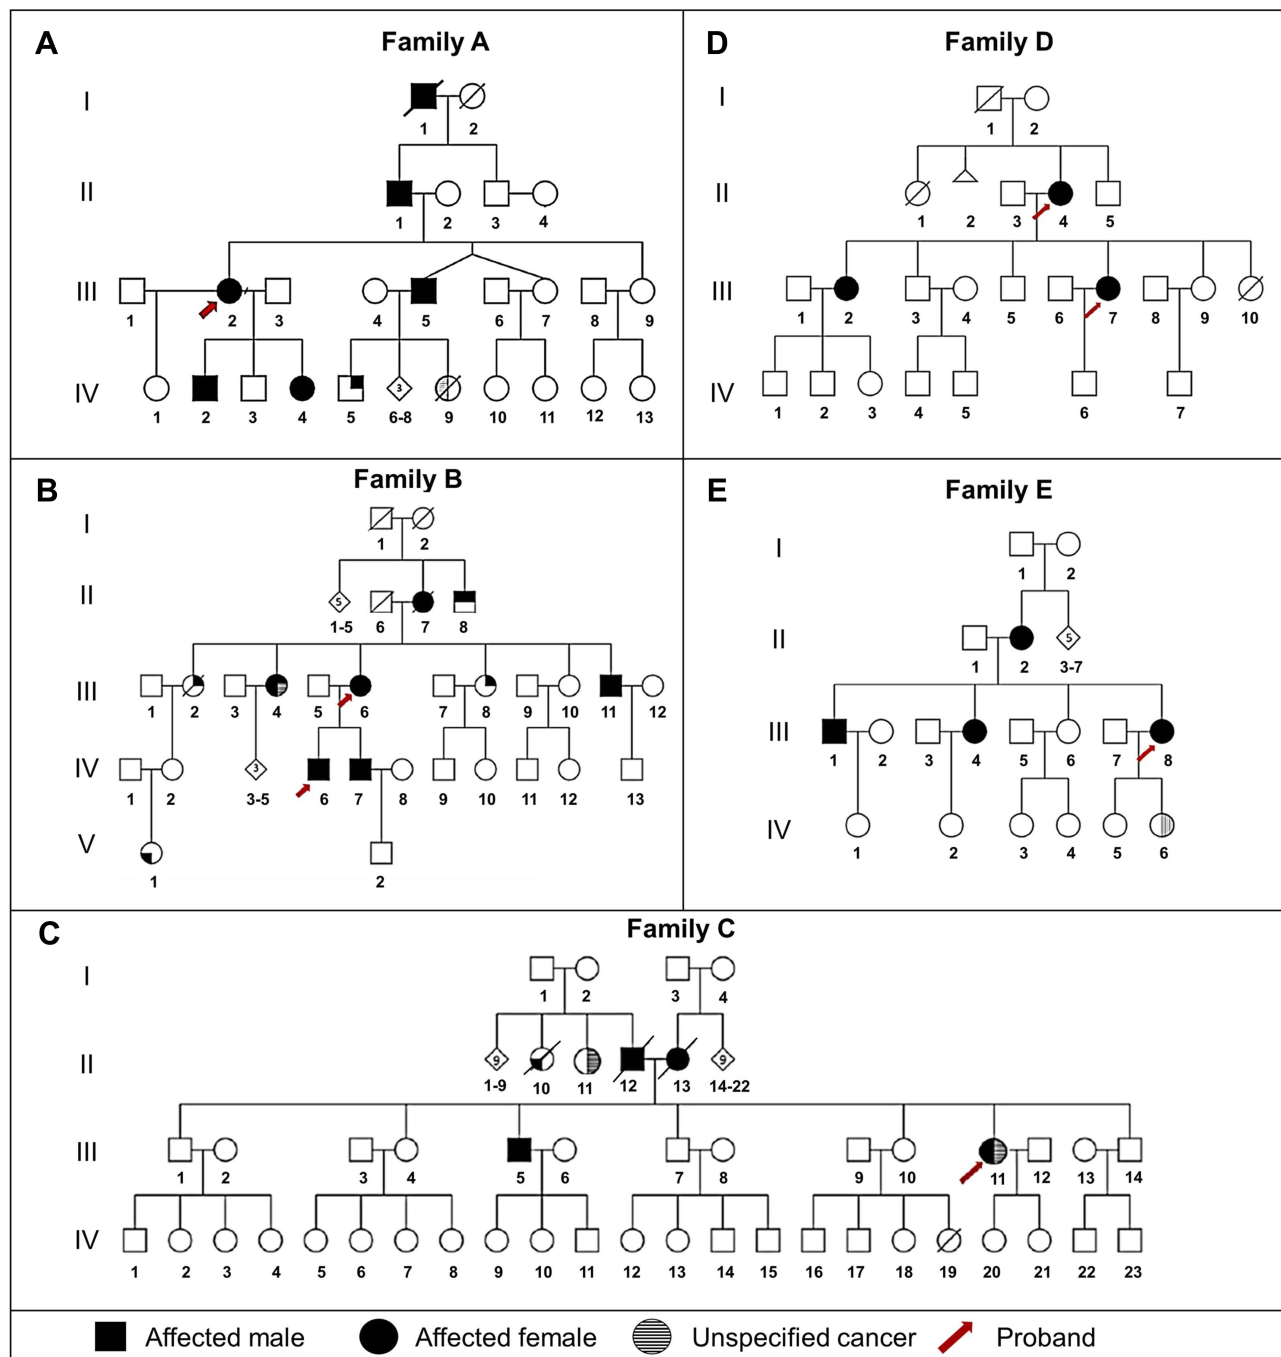 A Family A
I
1 2
II
1 2 3 4
III
1 2 3 4 5 6 7 8 9
3
IV
1 2 3 4 5 6-8 9 10 11 12 13
B Family B
I
1 2
II
5
1-5 6 7 8
III
1 2 3 4 5 6 7 8 9 10 11 12
IV
3
1 2 3-5 6 7 8 9 10 11 12 13
V
1 2
D Family D
I
1 2
II
1 2 3 4 5
III
1 2 3 4 5 6 7 8 9 10
IV
1 2 3 4 5 6 7
E Family E
I
1 2
II
5
1 2 3-7
III
1 2 3 4 5 6 7 8
IV
1 2 3 4 5 6
C Family C
I
1 2 3 4
II
9 9
1-9 10 11 12 13 14-22
III
1 2 3 4 5 6 7 8 9 10 11 12 13 14
IV
1 2 3 4 5 6 7 8 9 10 11 12 13 14 15 16 17 18 19 20 21 22 23
Affected male Affected female Unspecified cancer Proband